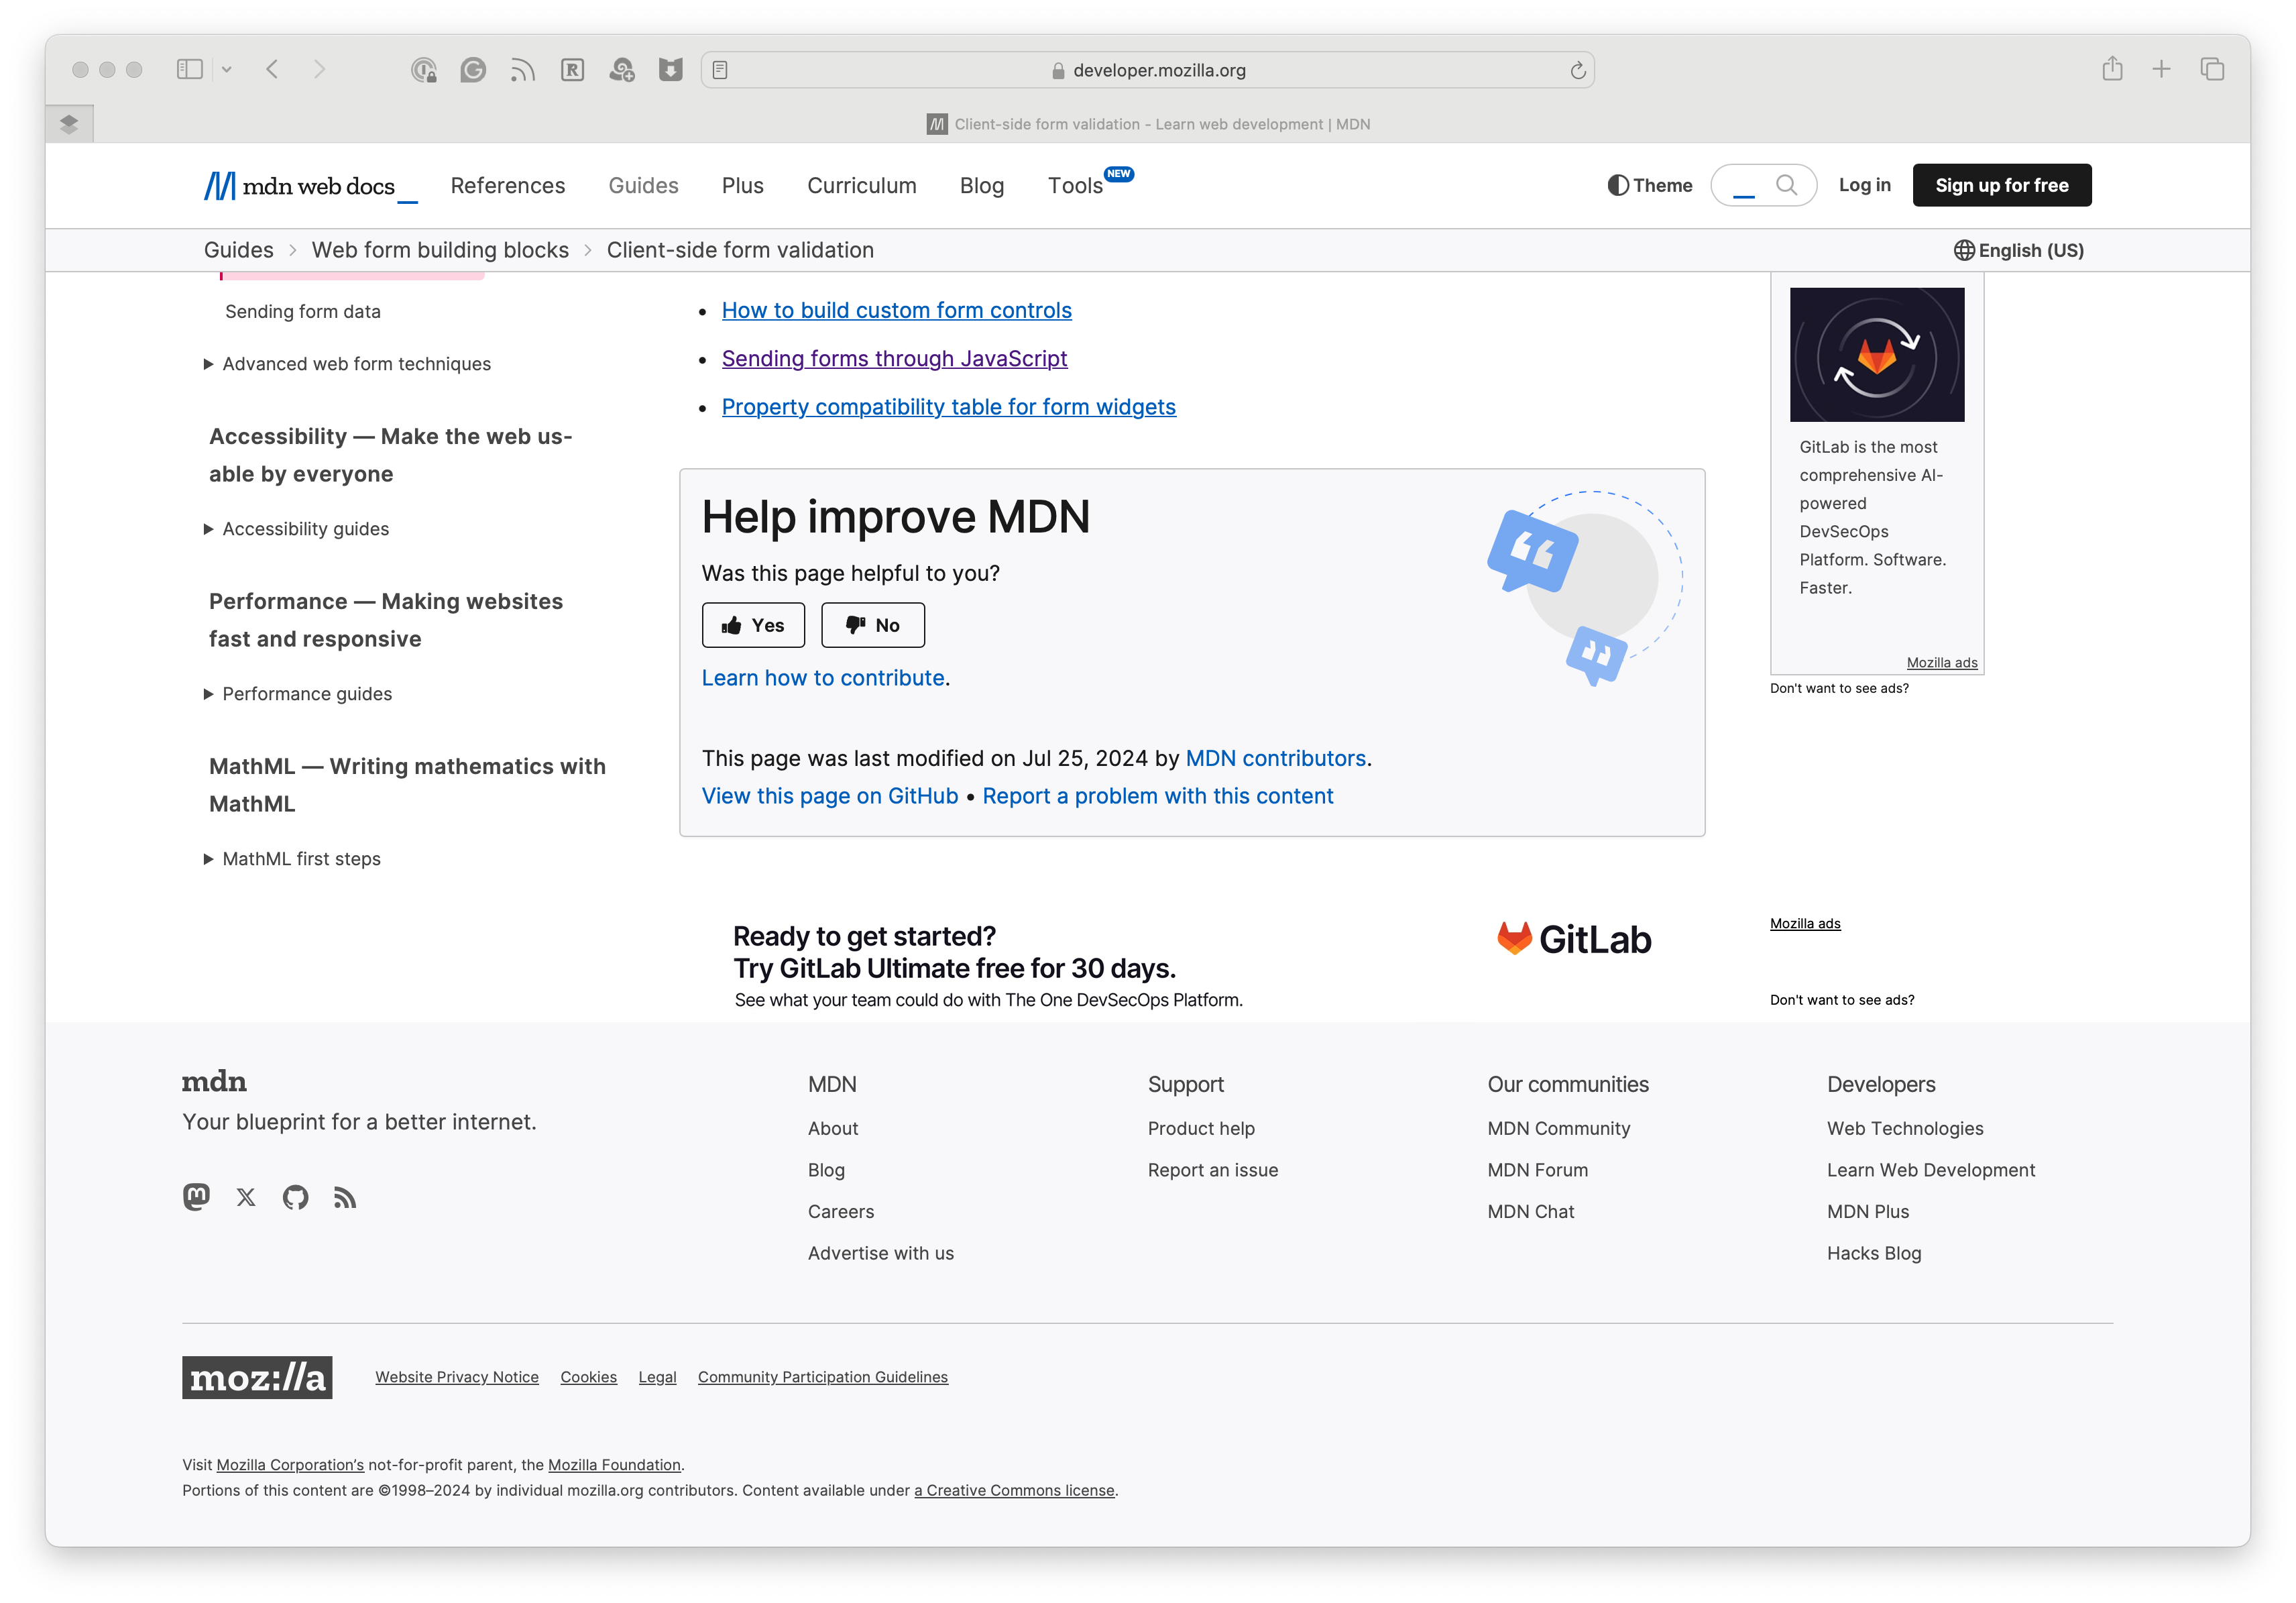 developer.mozilla.org
Client-side form validation - Learn web development | MDN
mdn web docs_
References
Guides
Plus
Curriculum
Blog
Tools
NEW
Theme
Log in
Sign up for free
Guides
Web form building blocks
Client-side form validation
English (US)
Sending form data
Advanced web form techniques
Accessibility — Make the web us-
able by everyone
Accessibility guides
Performance — Making websites
fast and responsive
Performance guides
MathML — Writing mathematics with
MathML
MathML first steps
• How to build custom form controls
• Sending forms through JavaScript
• Property compatibility table for form widgets
Help improve MDN
Was this page helpful to you?
Yes
No
Learn how to contribute.
This page was last modified on Jul 25, 2024 by MDN contributors.
View this page on GitHub • Report a problem with this content
GitLab is the most
comprehensive AI-
powered
DevSecOps
Platform. Software.
Faster.
Mozilla ads
Don't want to see ads?
Ready to get started?
Try GitLab Ultimate free for 30 days.
See what your team could do with The One DevSecOps Platform.
GitLab
Mozilla ads
Don't want to see ads?
mdn
Your blueprint for a better internet.
MDN
About
Blog
Careers
Advertise with us
Support
Product help
Report an issue
Our communities
MDN Community
MDN Forum
MDN Chat
Developers
Web Technologies
Learn Web Development
MDN Plus
Hacks Blog
moz://a
Website Privacy Notice
Cookies
Legal
Community Participation Guidelines
Visit Mozilla Corporation’s not-for-profit parent, the Mozilla Foundation.
Portions of this content are ©1998–2024 by individual mozilla.org contributors. Content available under a Creative Commons license.